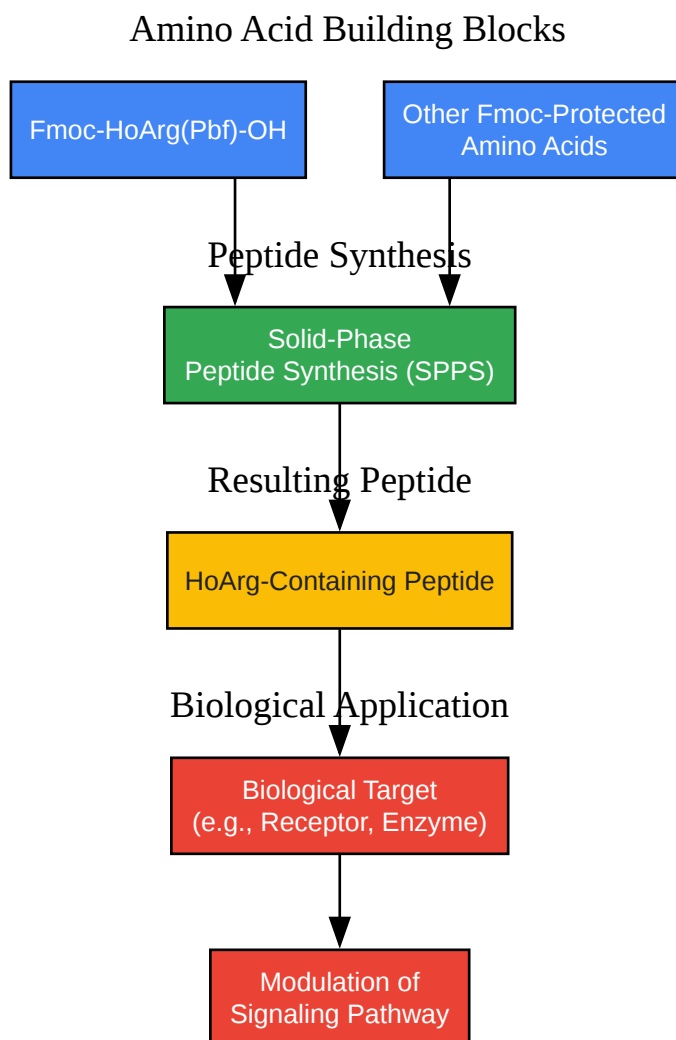 Amino Acid Building Blocks
Fmoc-HoArg(Pbf)-OH
Other Fmoc-Protected
Amino Acids
Peptide Synthesis
Solid-Phase
Peptide Synthesis (SPPS)
Resulting Peptide
HoArg-Containing Peptide
Biological Application
Biological Target
(e.g., Receptor, Enzyme)
Modulation of
Signaling Pathway